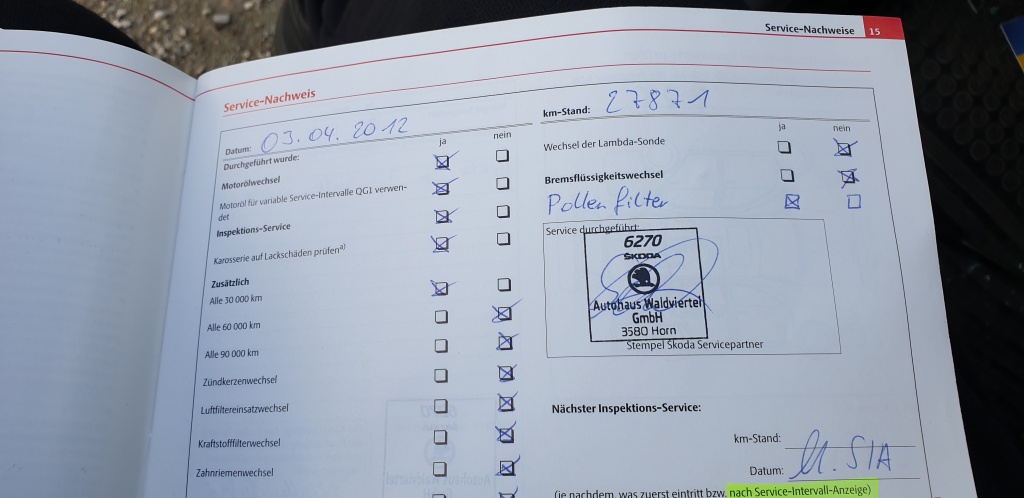 Service-Nachweise 15
Service-Nachweis
Datum: 03.04.2012
km-Stand: 27871
ja nein
ja nein
Durchgeführt wurde:
Motorölwechsel
Motoröl für variable Service-Intervalle QG1 verwen-
det
Inspektions-Service
Karosserie auf Lackschäden prüfen a)
Zusätzlich
Alle 30 000 km
Alle 60 000 km
Alle 90 000 km
Zündkerzenwechsel
Luftfiltereinsatzwechsel
Kraftstofffilterwechsel
Zahnriemenwechsel
Wechsel der Lambda-Sonde
Bremsflüssigkeitswechsel
Pollenfilter
Service durchgeführt:
6270
ŠKODA
Autohaus Waldviertel
GmbH
3580 Horn
Stempel Škoda Servicepartner
Nächster Inspektions-Service:
km-Stand:
Datum: lt. SIA
(je nachdem, was zuerst eintritt bzw. nach Service-Intervall-Anzeige)